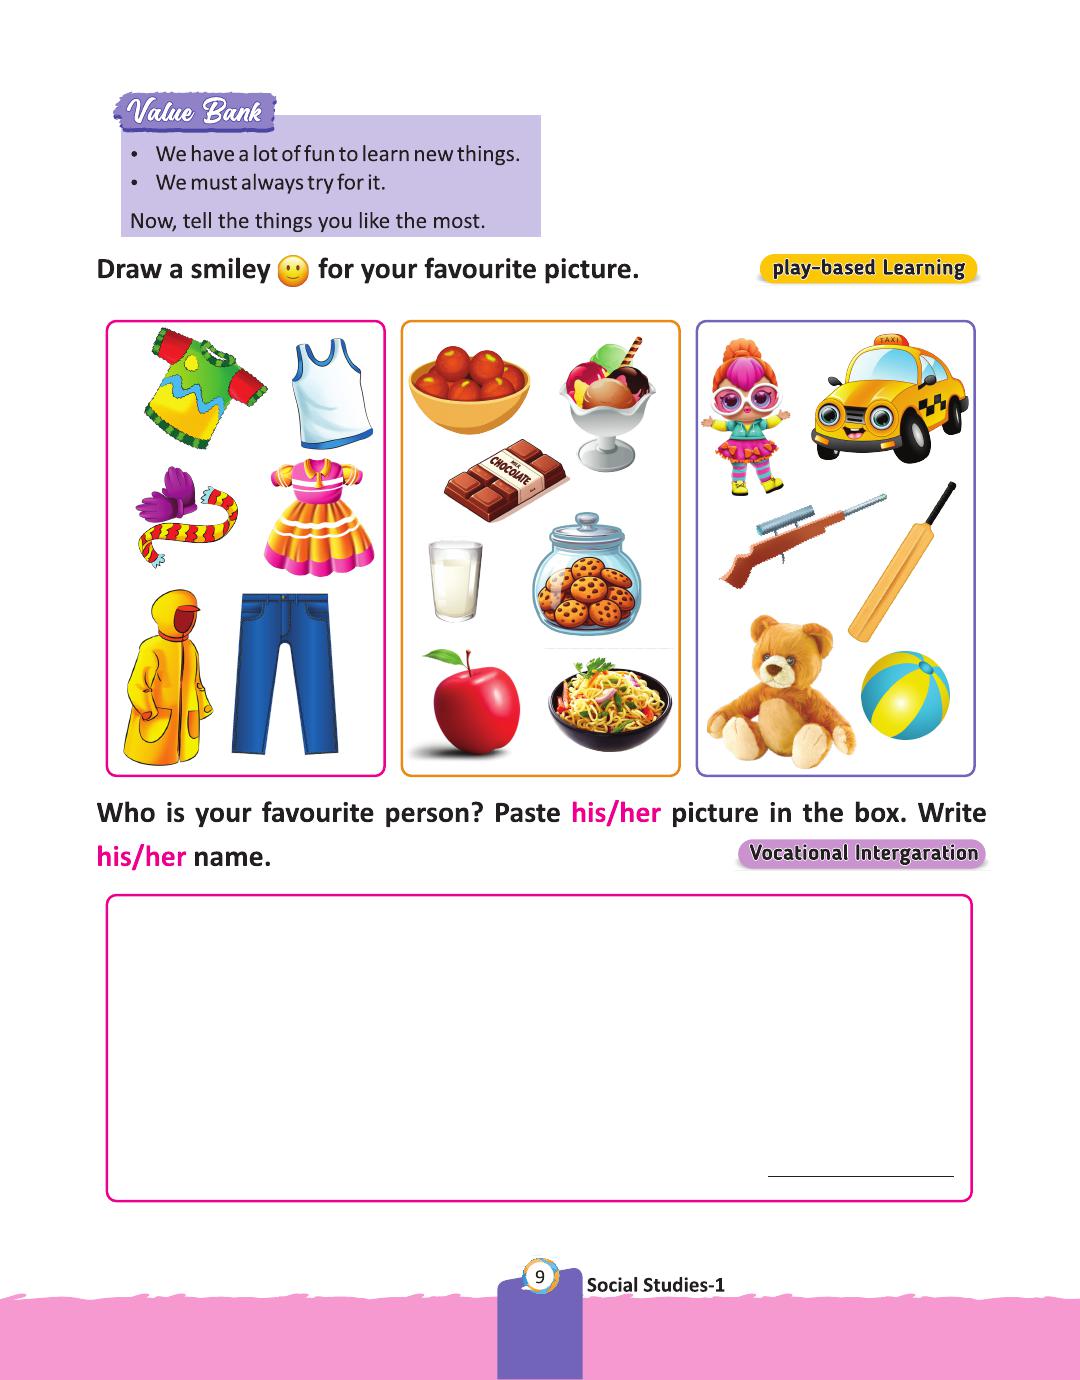 Value Bank
• We have a lot of fun to learn new things.
• We must always try for it.
Now, tell the things you like the most.
Draw a smiley 🙂 for your favourite picture.
play-based Learning
TAXI
MILK
CHOCOLATE
Who is your favourite person? Paste his/her picture in the box. Write
his/her name.
Vocational Intergaration
9
Social Studies-1